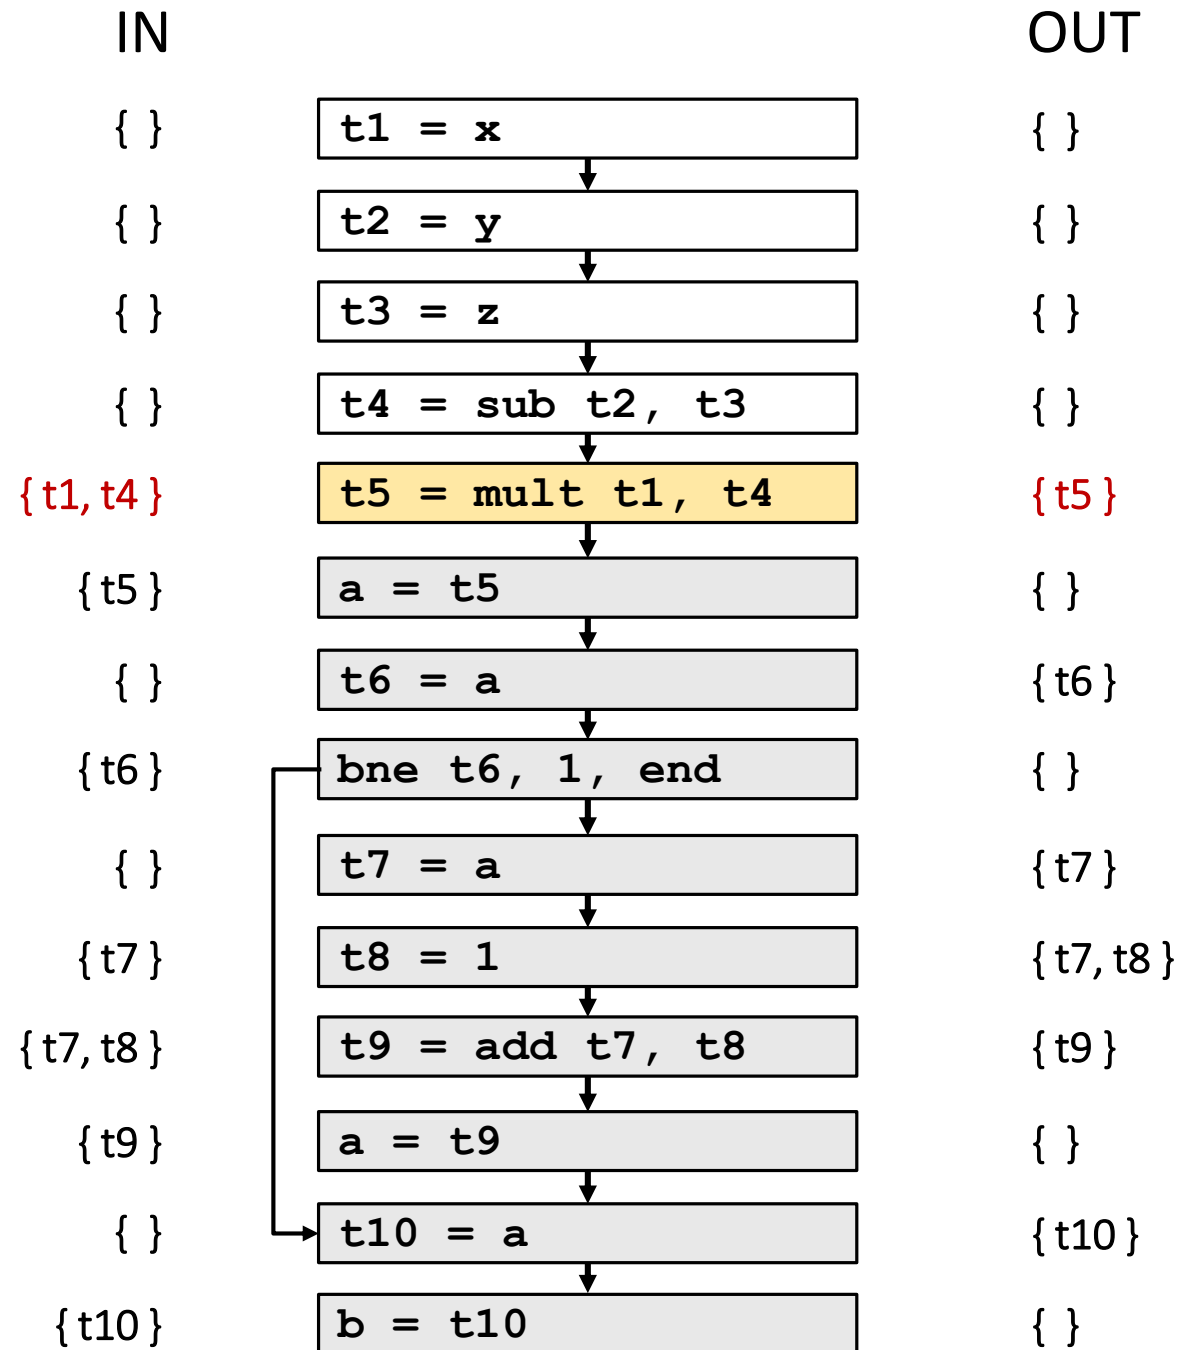 IN OUT
{ } t1 = x { }
{ } t2 = y { }
{ } t3 = z { }
{ } t4 = sub t2, t3 { }
{ t1, t4 } t5 = mult t1, t4 { t5 }
{ t5 } a = t5 { }
{ } t6 = a { t6 }
{ t6 } bne t6, 1, end { }
{ } t7 = a { t7 }
{ t7 } t8 = 1 { t7, t8 }
{ t7, t8 } t9 = add t7, t8 { t9 }
{ t9 } a = t9 { }
{ } t10 = a { t10 }
{ t10 } b = t10 { }